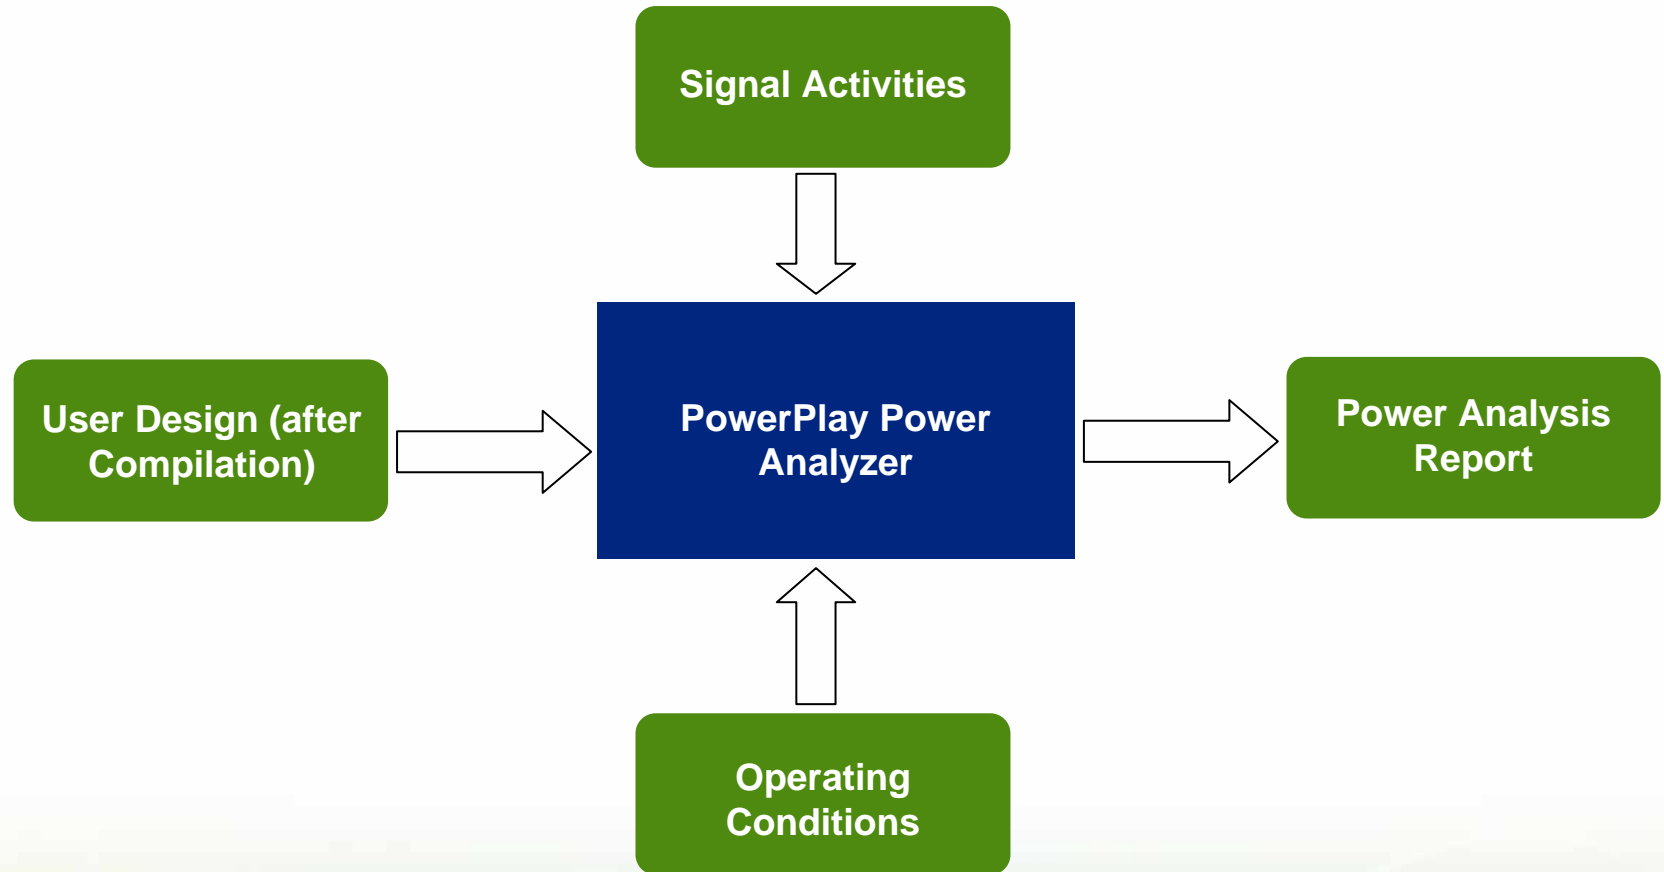 Signal Activities
User Design (after
Compilation)
PowerPlay Power
Analyzer
Power Analysis
Report
Operating
Conditions